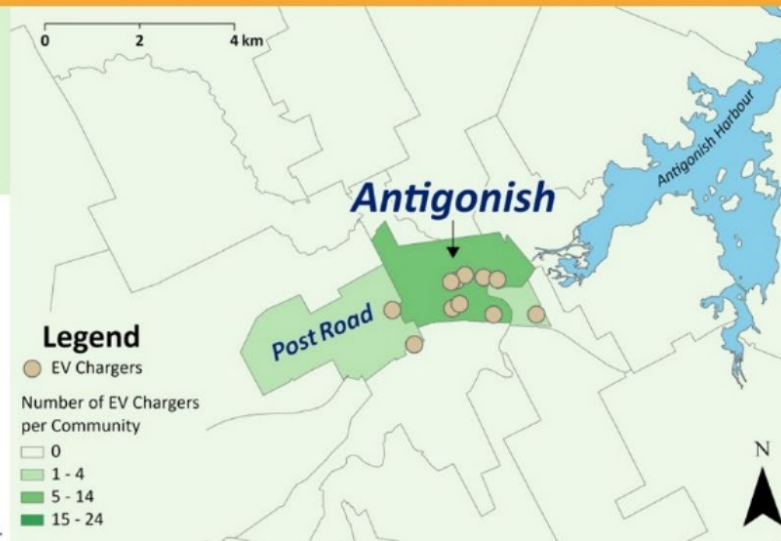 0 2 4 km
Antigonish Harbour
Antigonish
Post Road
Legend
EV Chargers
Number of EV Chargers
per Community
0
1 - 4
5 - 14
15 - 24
N